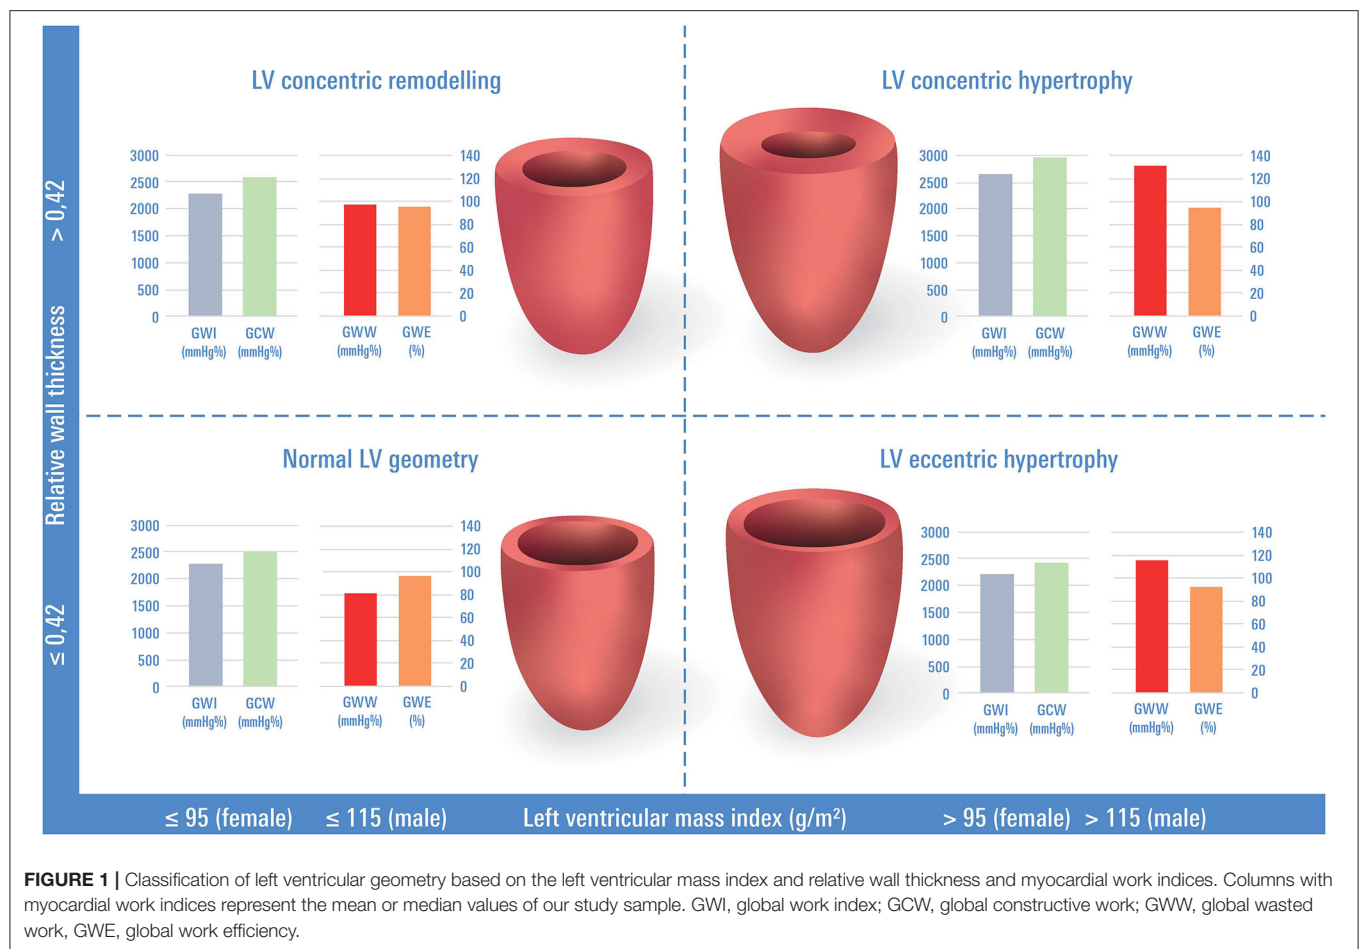 LV concentric remodelling
3000
2500
2000
1500
1000
500
0
GWI
(mmHg%)
GCW
(mmHg%)
140
120
100
80
60
40
20
0
GWW
(mmHg%)
GWE
(%)
LV concentric hypertrophy
3000
2500
2000
1500
1000
500
0
GWI
(mmHg%)
GCW
(mmHg%)
140
120
100
80
60
40
20
0
GWW
(mmHg%)
GWE
(%)
> 0,42
Relative wall thickness
≤ 0,42
Normal LV geometry
3000
2500
2000
1500
1000
500
0
GWI
(mmHg%)
GCW
(mmHg%)
140
120
100
80
60
40
20
0
GWW
(mmHg%)
GWE
(%)
LV eccentric hypertrophy
3000
2500
2000
1500
1000
500
0
GWI
(mmHg%)
GCW
(mmHg%)
140
120
100
80
60
40
20
0
GWW
(mmHg%)
GWE
(%)
≤ 95 (female) ≤ 115 (male) Left ventricular mass index (g/m²) > 95 (female) > 115 (male)
FIGURE 1 | Classification of left ventricular geometry based on the left ventricular mass index and relative wall thickness and myocardial work indices. Columns with
myocardial work indices represent the mean or median values of our study sample. GWI, global work index; GCW, global constructive work; GWW, global wasted
work, GWE, global work efficiency.